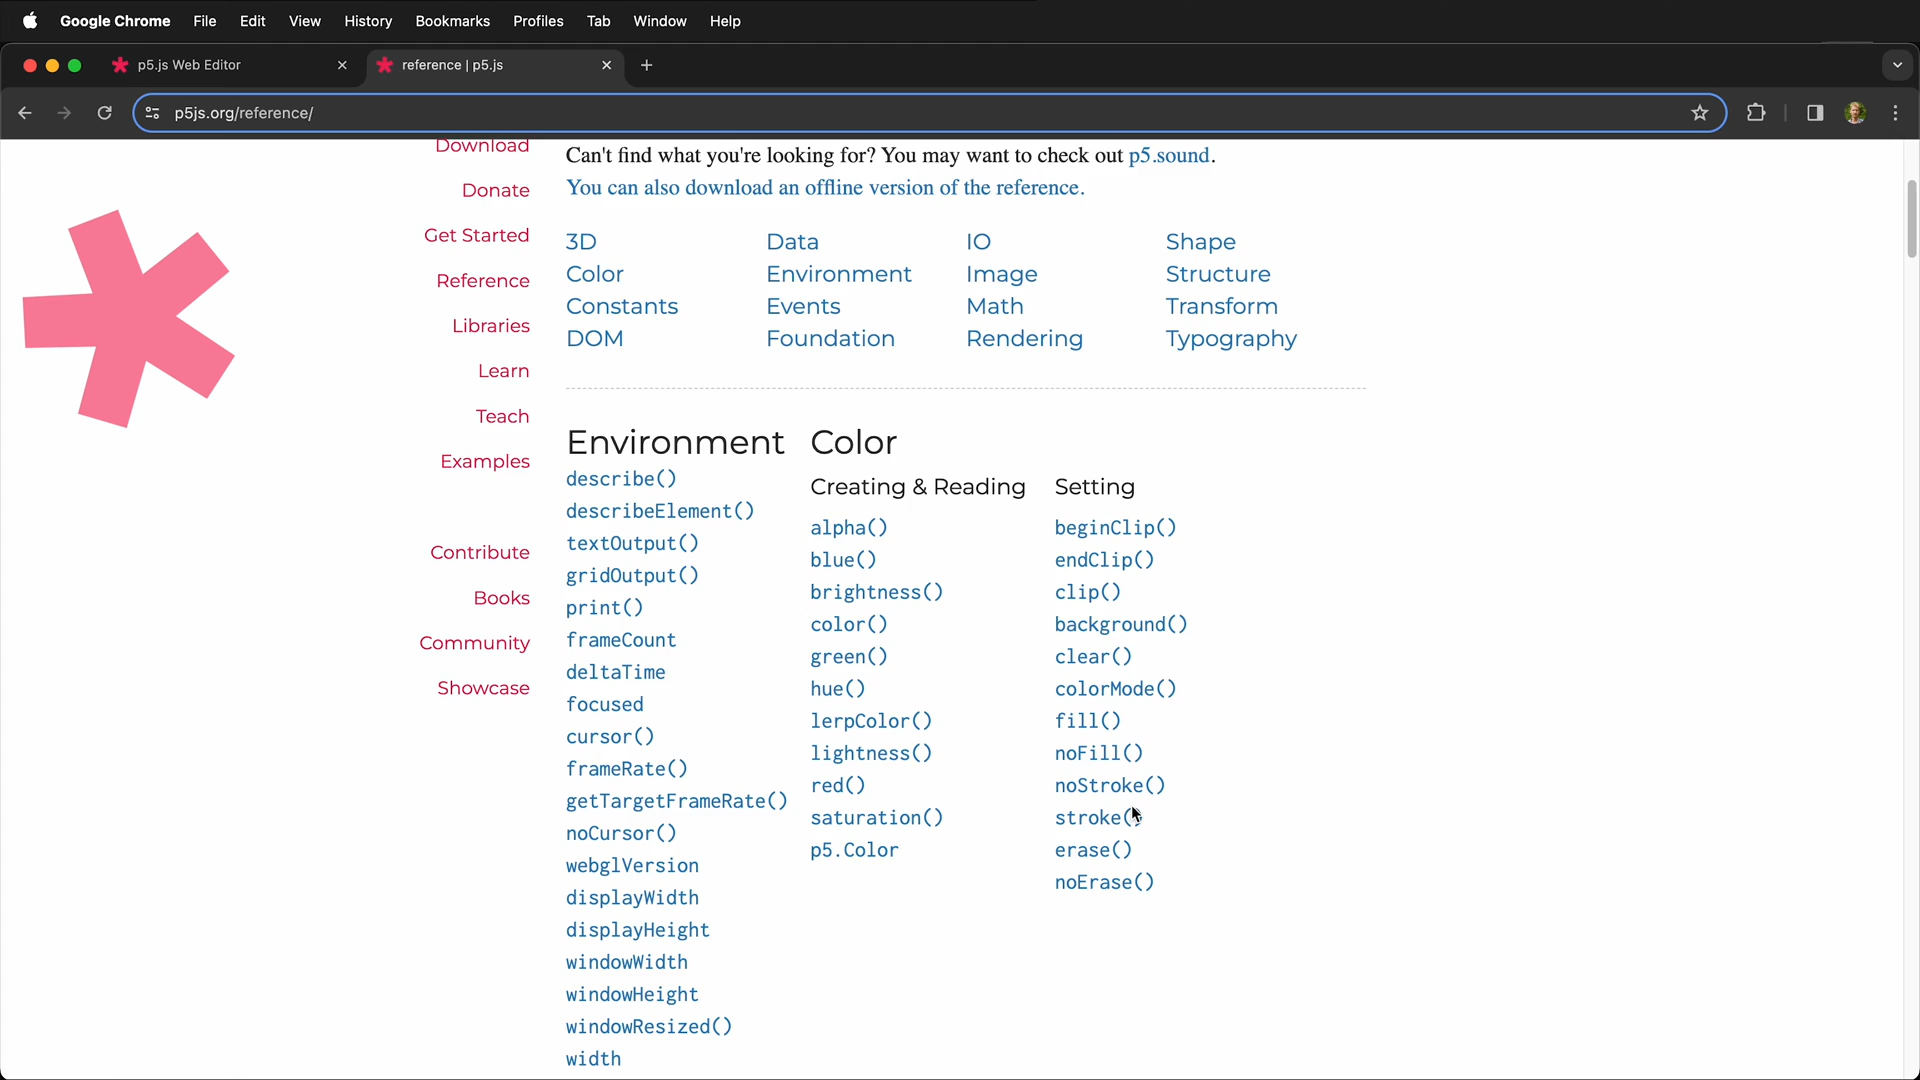 Google Chrome File Edit View History Bookmarks Profiles Tab Window Help
p5.js Web Editor
reference | p5.js
p5js.org/reference/
Download
Donate
Get Started
Reference
Libraries
Learn
Teach
Examples
Contribute
Books
Community
Showcase
Can't find what you're looking for? You may want to check out p5.sound.
You can also download an offline version of the reference.
3D
Color
Constants
DOM
Data
Environment
Events
Foundation
IO
Image
Math
Rendering
Shape
Structure
Transform
Typography
Environment
describe()
describeElement()
textOutput()
gridOutput()
print()
frameCount
deltaTime
focused
cursor()
frameRate()
getTargetFrameRate()
noCursor()
webglVersion
displayWidth
displayHeight
windowWidth
windowHeight
windowResized()
width
Color
Creating & Reading
alpha()
blue()
brightness()
color()
green()
hue()
lerpColor()
lightness()
red()
saturation()
p5.Color
Setting
beginClip()
endClip()
clip()
background()
clear()
colorMode()
fill()
noFill()
noStroke()
stroke()
erase()
noErase()